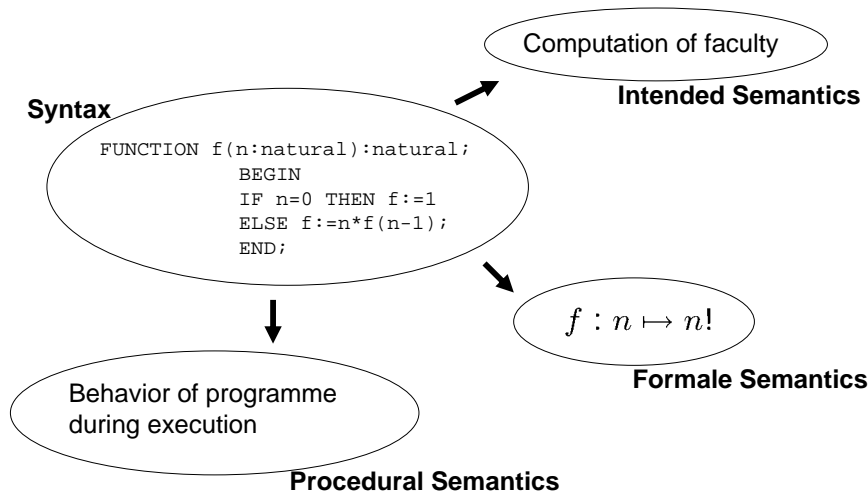 Computation of faculty
Intended Semantics
Syntax
FUNCTION f(n:natural):natural;
BEGIN
IF n=0 THEN f:=1
ELSE f:=n*f(n-1);
END;
f : n ↦ n!
Formale Semantics
Behavior of programme
during execution
Procedural Semantics